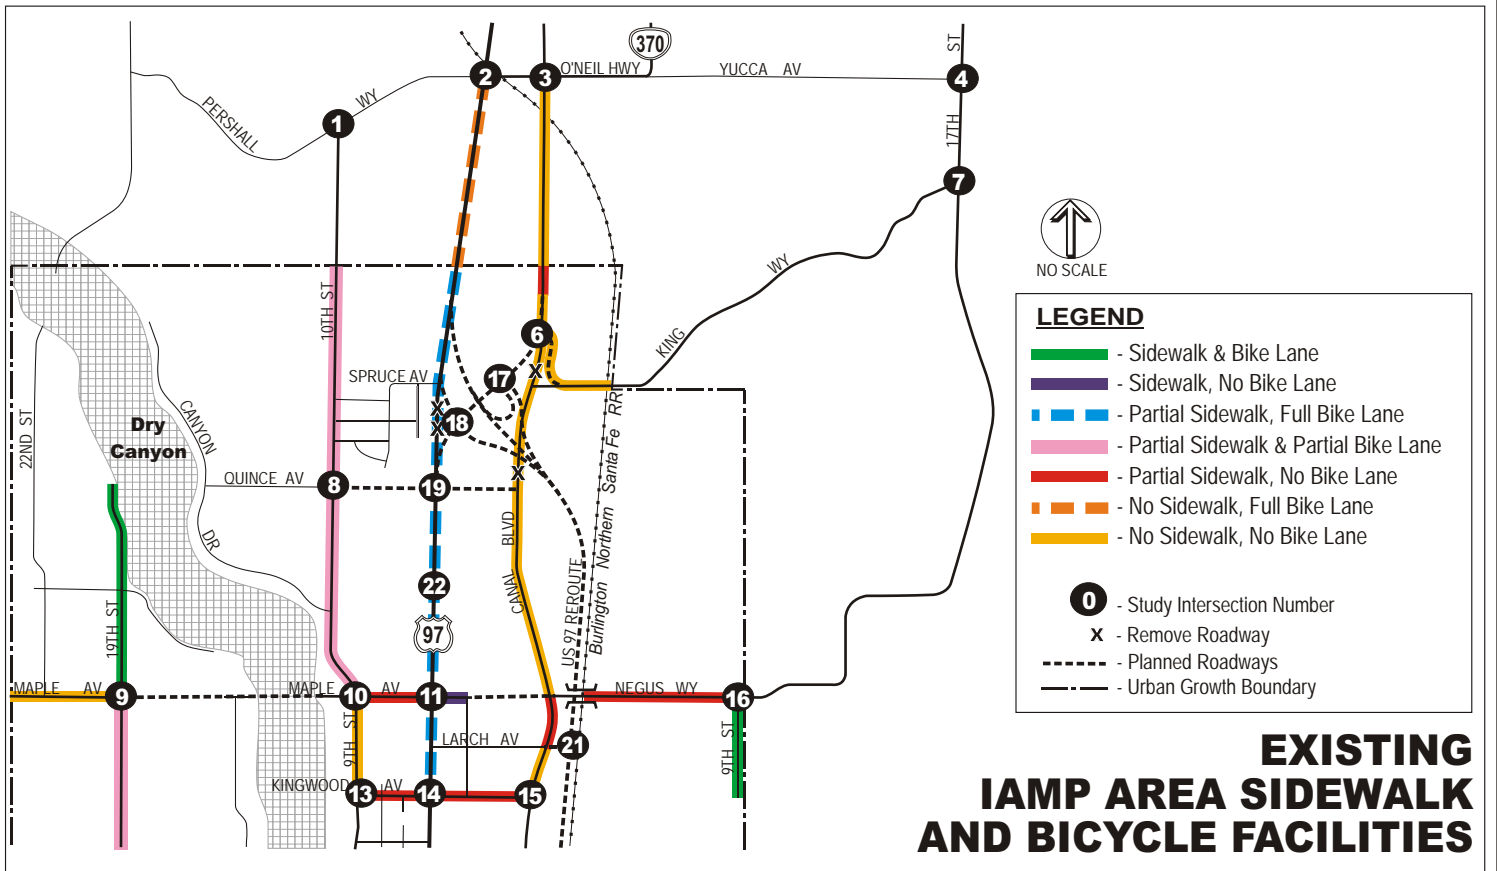 370
ST
2
3
O'NEIL HWY
YUCCA AV
4
PERSHALL
WY
1
17TH
7
NO SCALE
WY
10TH ST
KING
6
SPRUCE AV
17
X
X
X
18
22ND ST
Dry
Canyon
CANYON
DR
QUINCE AV
8
19
X
BLVD
CANAL
US 97 REROUTE
Burlington Northern Santa Fe RR
22
97
19TH ST
MAPLE AV
9
MAPLE AV
10
11
NEGUS WY
16
9TH ST
LARCH AV
21
9TH ST
KINGWOOD AV
13
14
15
LEGEND
- Sidewalk & Bike Lane
- Sidewalk, No Bike Lane
- Partial Sidewalk, Full Bike Lane
- Partial Sidewalk & Partial Bike Lane
- Partial Sidewalk, No Bike Lane
- No Sidewalk, Full Bike Lane
- No Sidewalk, No Bike Lane
0 - Study Intersection Number
X - Remove Roadway
- Planned Roadways
- Urban Growth Boundary
EXISTING
IAMP AREA SIDEWALK
AND BICYCLE FACILITIES